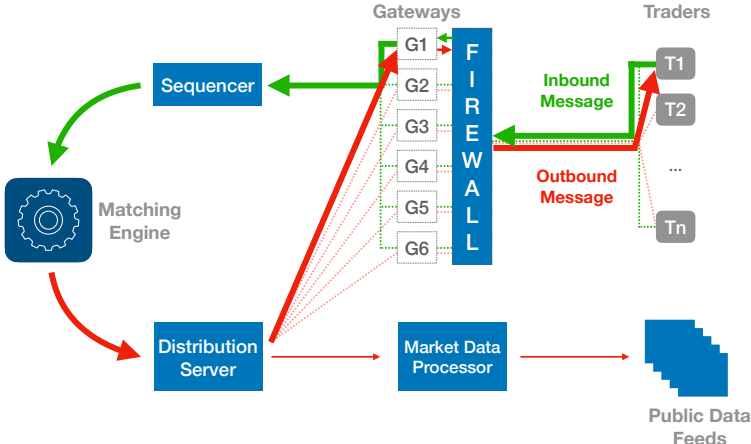 Gateways
Traders
G1
G2
G3
G4
G5
G6
F
I
R
E
W
A
L
L
T1
T2
...
Tn
Inbound
Message
Outbound
Message
Sequencer
Matching
Engine
Distribution
Server
Market Data
Processor
Public Data
Feeds